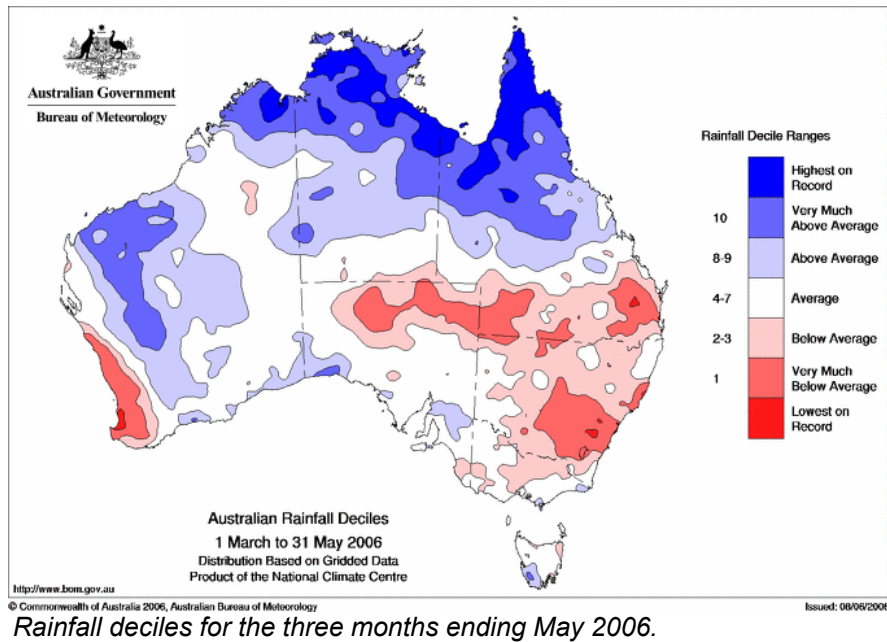 Australian Government
Bureau of Meteorology
Rainfall Decile Ranges
Highest on
Record
10
Very Much
Above Average
8-9
Above Average
4-7
Average
2-3
Below Average
1
Very Much
Below Average
Lowest on
Record
Australian Rainfall Deciles
1 March to 31 May 2006
Distribution Based on Gridded Data
Product of the National Climate Centre
http://www.bom.gov.au
© Commonwealth of Australia 2006, Australian Bureau of Meteorology
Issued: 08/06/2006
Rainfall deciles for the three months ending May 2006.